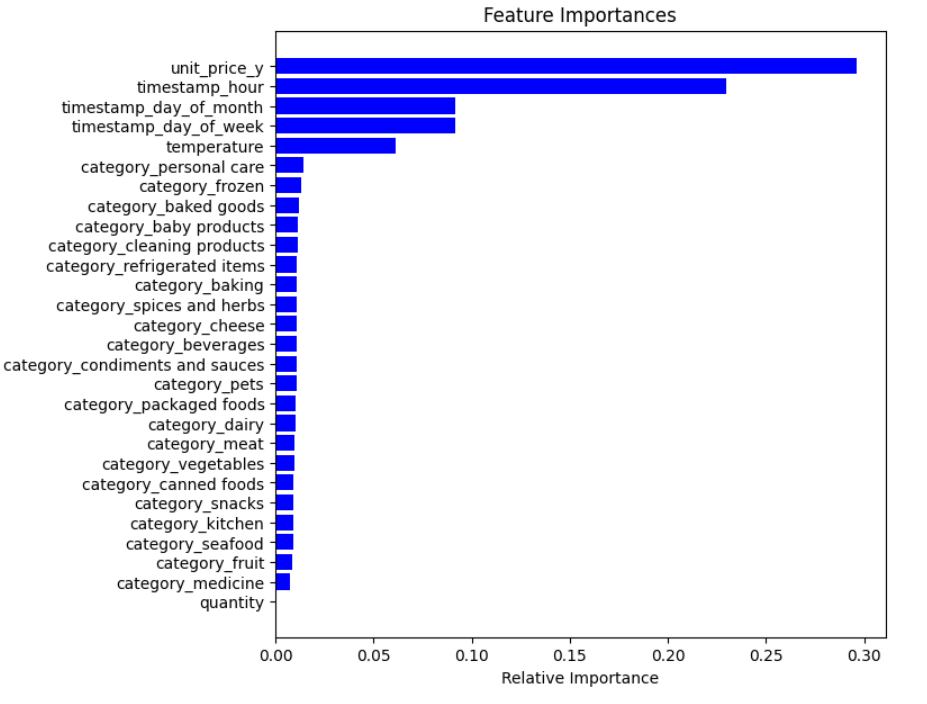 Feature Importances
unit_price_y
timestamp_hour
timestamp_day_of_month
timestamp_day_of_week
temperature
category_personal care
category_frozen
category_baked goods
category_baby products
category_cleaning products
category_refrigerated items
category_baking
category_spices and herbs
category_cheese
category_beverages
category_condiments and sauces
category_pets
category_packaged foods
category_dairy
category_meat
category_vegetables
category_canned foods
category_snacks
category_kitchen
category_seafood
category_fruit
category_medicine
quantity
0.00 0.05 0.10 0.15 0.20 0.25 0.30
Relative Importance